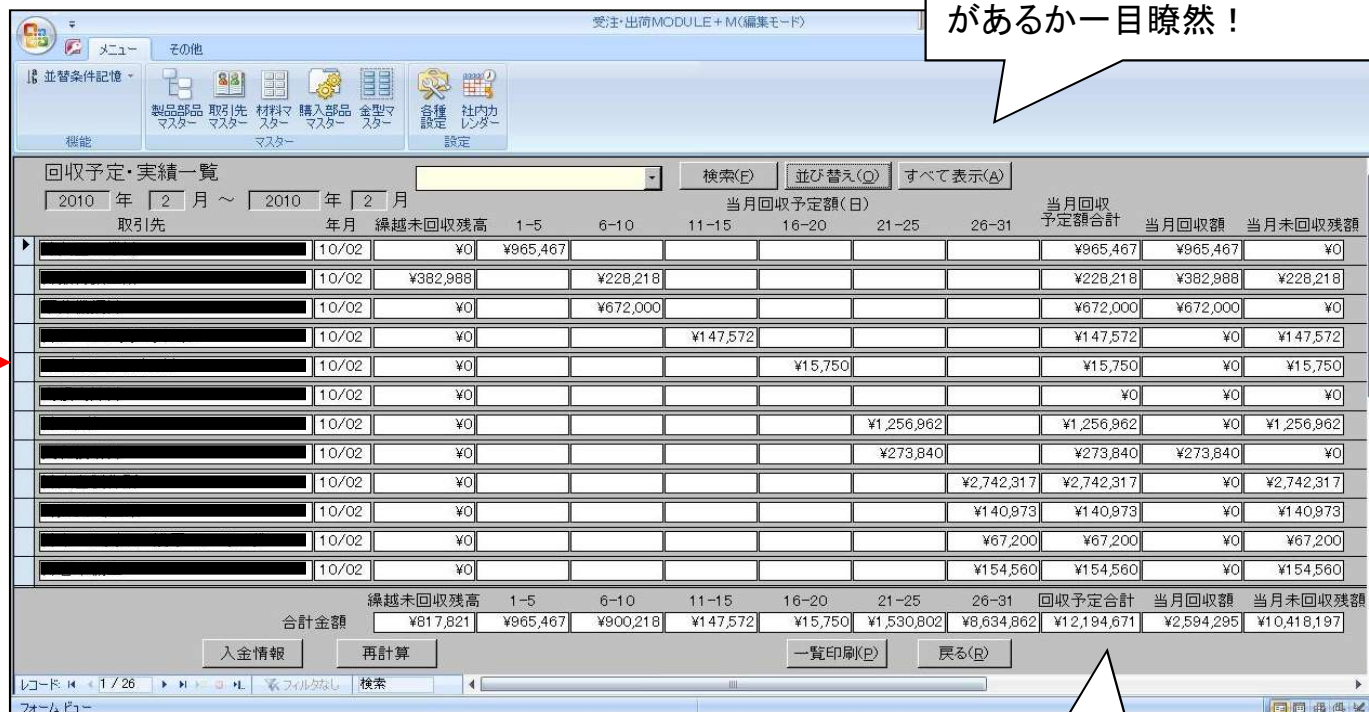 があるか一目瞭然！
受注・出荷MODULE+M(編集モード)
メニュー その他
並替条件記憶
製品部品マスター 取引先マスター 材料マスター 購入部品マスター 金型マスター 各種設定 社内カレンダー
機能 マスター 設定
回収予定・実績一覧 検索(F) 並び替え(O) すべて表示(A)
2010 年 2 月 ～ 2010 年 2 月 当月回収予定額(日) 当月回収予定額合計
取引先 年月 繰越未回収残高 1-5 6-10 11-15 16-20 21-25 26-31 当月回収額 当月未回収残額
10/02 ¥0 ¥965,467 ¥965,467 ¥965,467 ¥0
10/02 ¥382,988 ¥228,218 ¥228,218 ¥382,988 ¥228,218
10/02 ¥0 ¥672,000 ¥672,000 ¥672,000 ¥0
10/02 ¥0 ¥147,572 ¥147,572 ¥0 ¥147,572
10/02 ¥0 ¥15,750 ¥15,750 ¥0 ¥15,750
10/02 ¥0 ¥0 ¥0 ¥0
10/02 ¥0 ¥1,256,962 ¥1,256,962 ¥0 ¥1,256,962
10/02 ¥0 ¥273,840 ¥273,840 ¥273,840 ¥0
10/02 ¥0 ¥2,742,317 ¥2,742,317 ¥0 ¥2,742,317
10/02 ¥0 ¥140,973 ¥140,973 ¥0 ¥140,973
10/02 ¥0 ¥67,200 ¥67,200 ¥0 ¥67,200
10/02 ¥0 ¥154,560 ¥154,560 ¥0 ¥154,560
繰越未回収残高 1-5 6-10 11-15 16-20 21-25 26-31 回収予定合計 当月回収額 当月未回収残額
合計金額 ¥817,821 ¥965,467 ¥900,218 ¥147,572 ¥15,750 ¥1,530,802 ¥8,634,862 ¥12,194,671 ¥2,594,295 ¥10,418,197
入金情報 再計算 一覧印刷(P) 戻る(R)
レコード: 1 / 26 フィルタなし 検索
フォーム ビュー